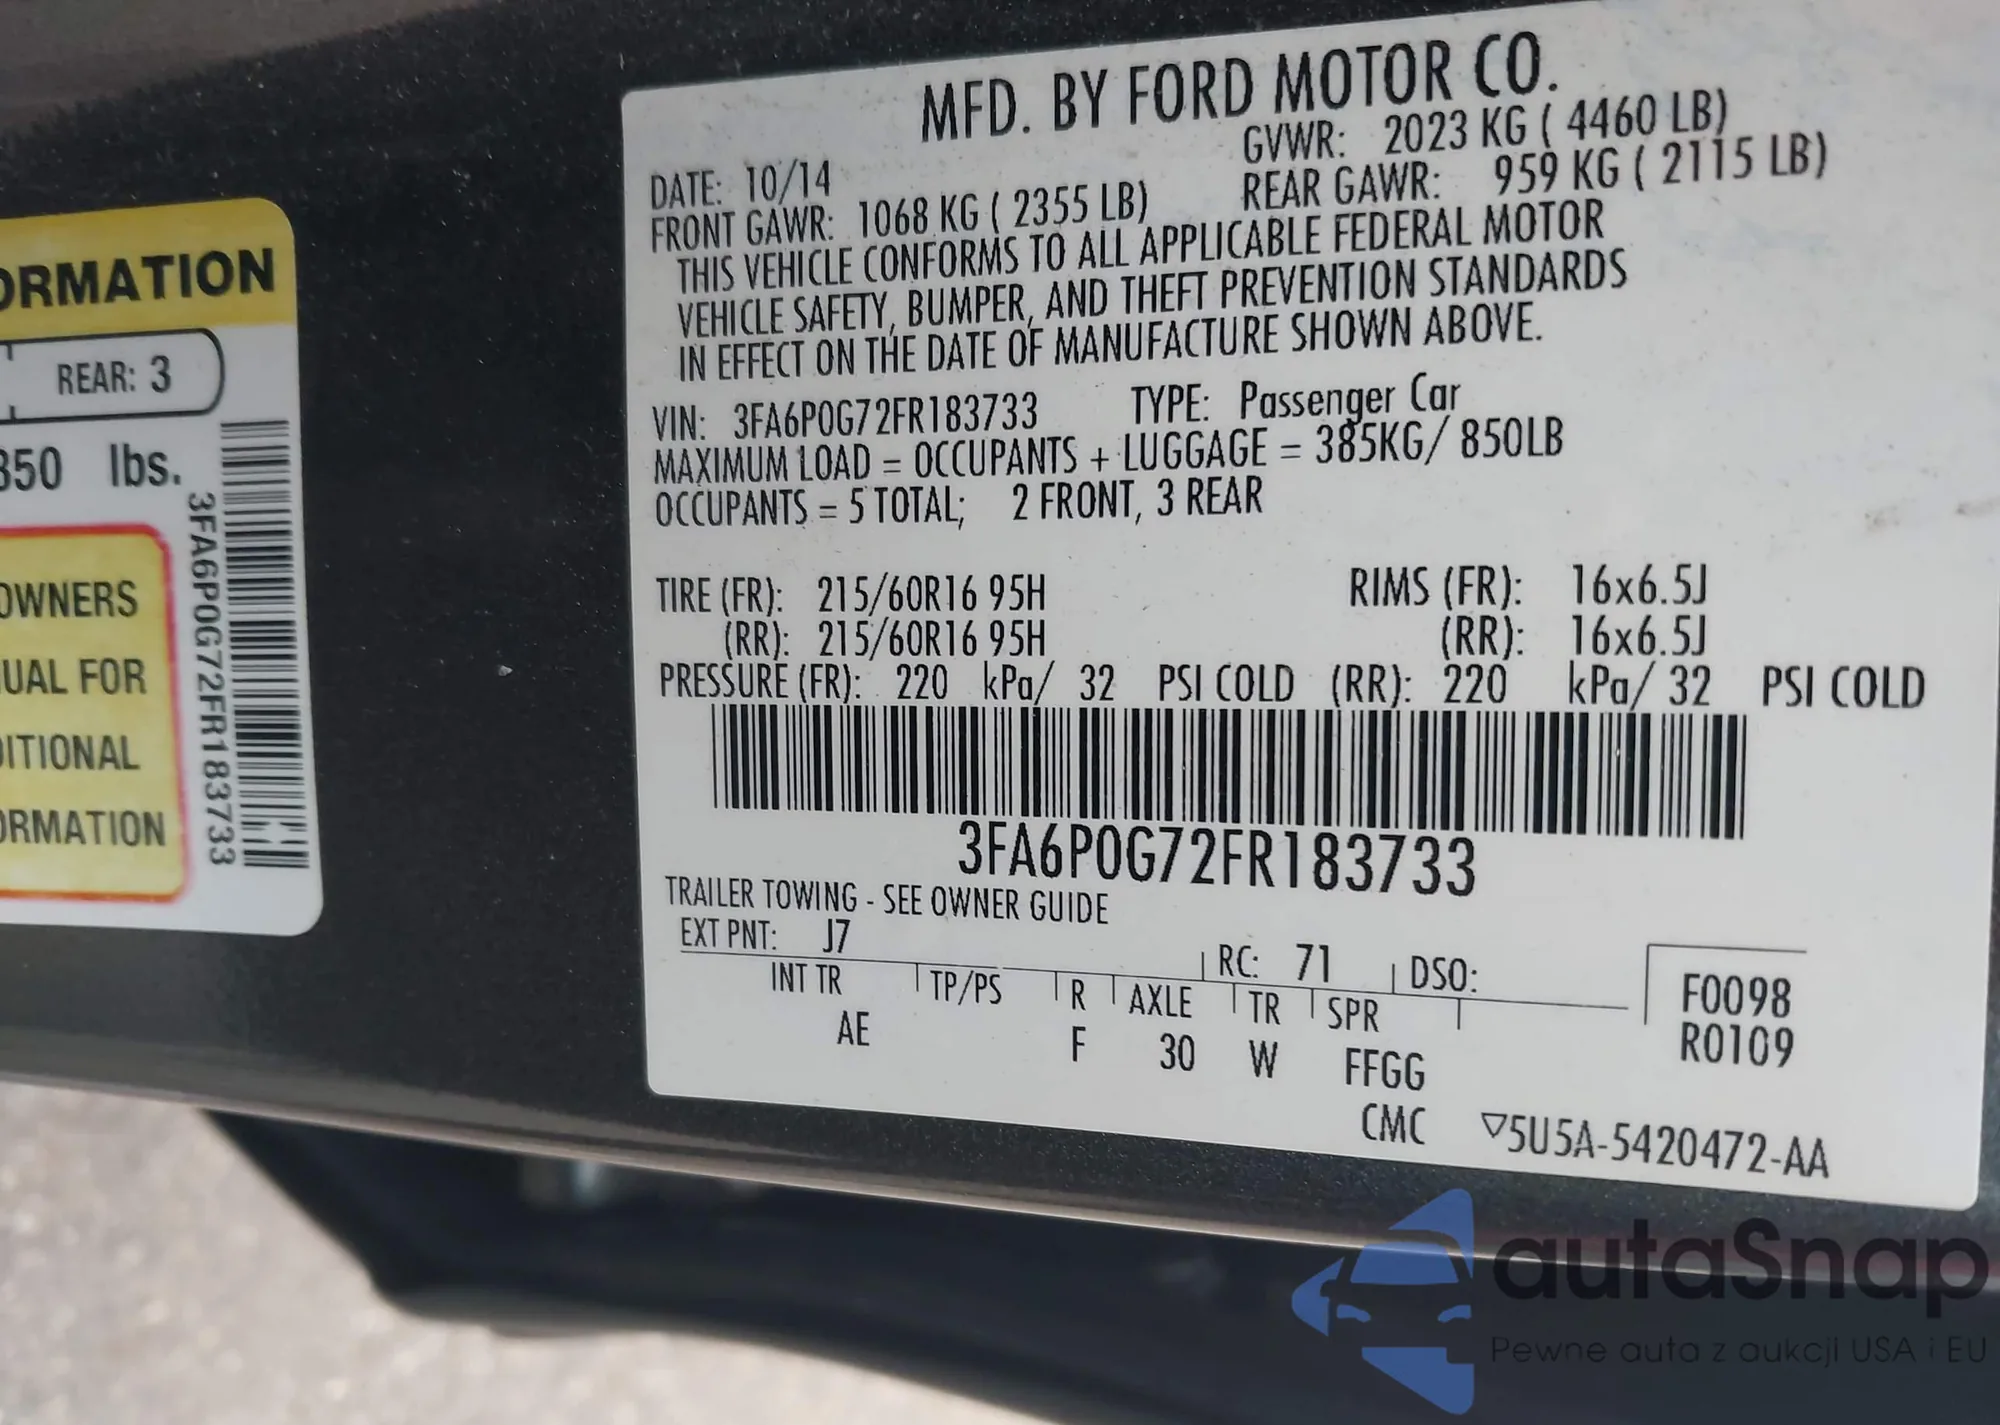 ORMATION
REAR: 3
850 lbs.
OWNERS
UAL FOR
DITIONAL
ORMATION
3FA6P0G72FR183733
MFD. BY FORD MOTOR CO.
DATE: 10/14 GVWR: 2023 KG ( 4460 LB)
FRONT GAWR: 1068 KG ( 2355 LB) REAR GAWR: 959 KG ( 2115 LB)
THIS VEHICLE CONFORMS TO ALL APPLICABLE FEDERAL MOTOR
VEHICLE SAFETY, BUMPER, AND THEFT PREVENTION STANDARDS
IN EFFECT ON THE DATE OF MANUFACTURE SHOWN ABOVE.
VIN: 3FA6P0G72FR183733 TYPE: Passenger Car
MAXIMUM LOAD = OCCUPANTS + LUGGAGE = 385KG/ 850LB
OCCUPANTS = 5 TOTAL; 2 FRONT, 3 REAR
TIRE (FR): 215/60R16 95H RIMS (FR): 16x6.5J
(RR): 215/60R16 95H (RR): 16x6.5J
PRESSURE (FR): 220 kPa/ 32 PSI COLD (RR): 220 kPa/ 32 PSI COLD
3FA6P0G72FR183733
TRAILER TOWING - SEE OWNER GUIDE
EXT PNT: J7 RC: 71 DSO:
INT TR TP/PS R AXLE TR SPR
AE F 30 W FFGG
F0098
R0109
CMC ▽5U5A-5420472-AA
autaSnap
Pewne auta z aukcji USA i EU